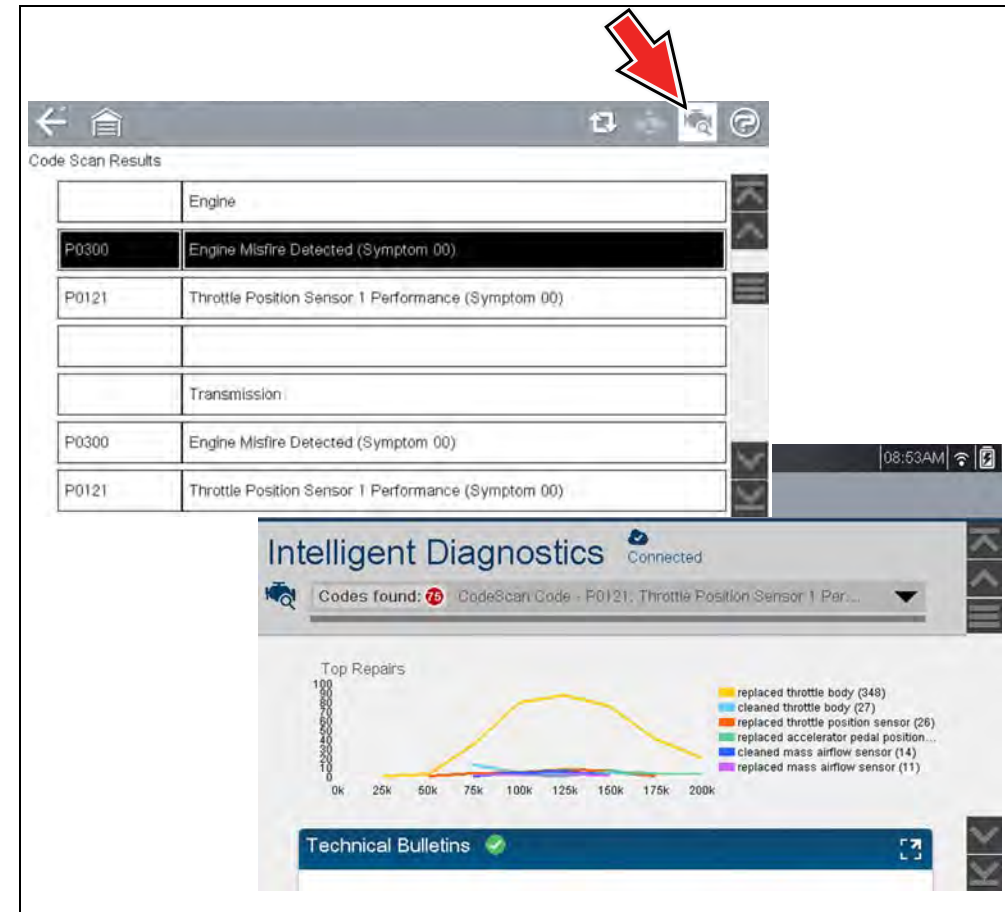 Code Scan Results
Engine
P0300 Engine Misfire Detected (Symptom 00)
P0121 Throttle Position Sensor 1 Performance (Symptom 00)
Transmission
P0300 Engine Misfire Detected (Symptom 00)
P0121 Throttle Position Sensor 1 Performance (Symptom 00)
08:53AM
Intelligent Diagnostics
Connected
Codes found: 75 CodeScan Code - P0121: Throttle Position Sensor 1 Per....
Top Repairs
100
90
80
70
60
50
40
30
20
10
0
0k 25k 50k 75k 100k 125k 150k 175k 200k
replaced throttle body (348)
cleaned throttle body (27)
replaced throttle position sensor (26)
replaced accelerator pedal position...
cleaned mass airflow sensor (14)
replaced mass airflow sensor (11)
Technical Bulletins